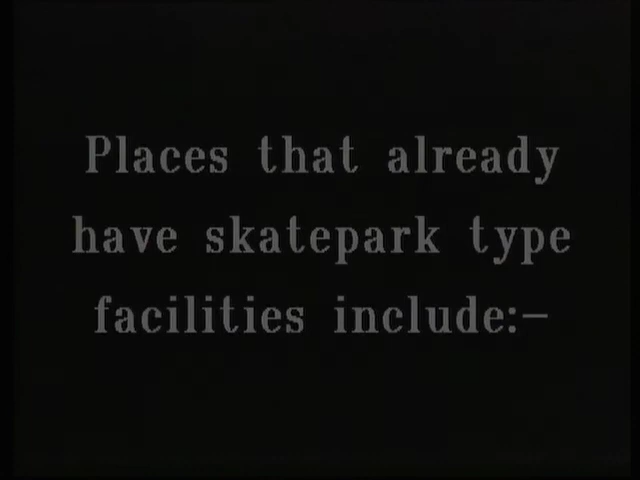 Places that already
have skatepark type
facilities include:-